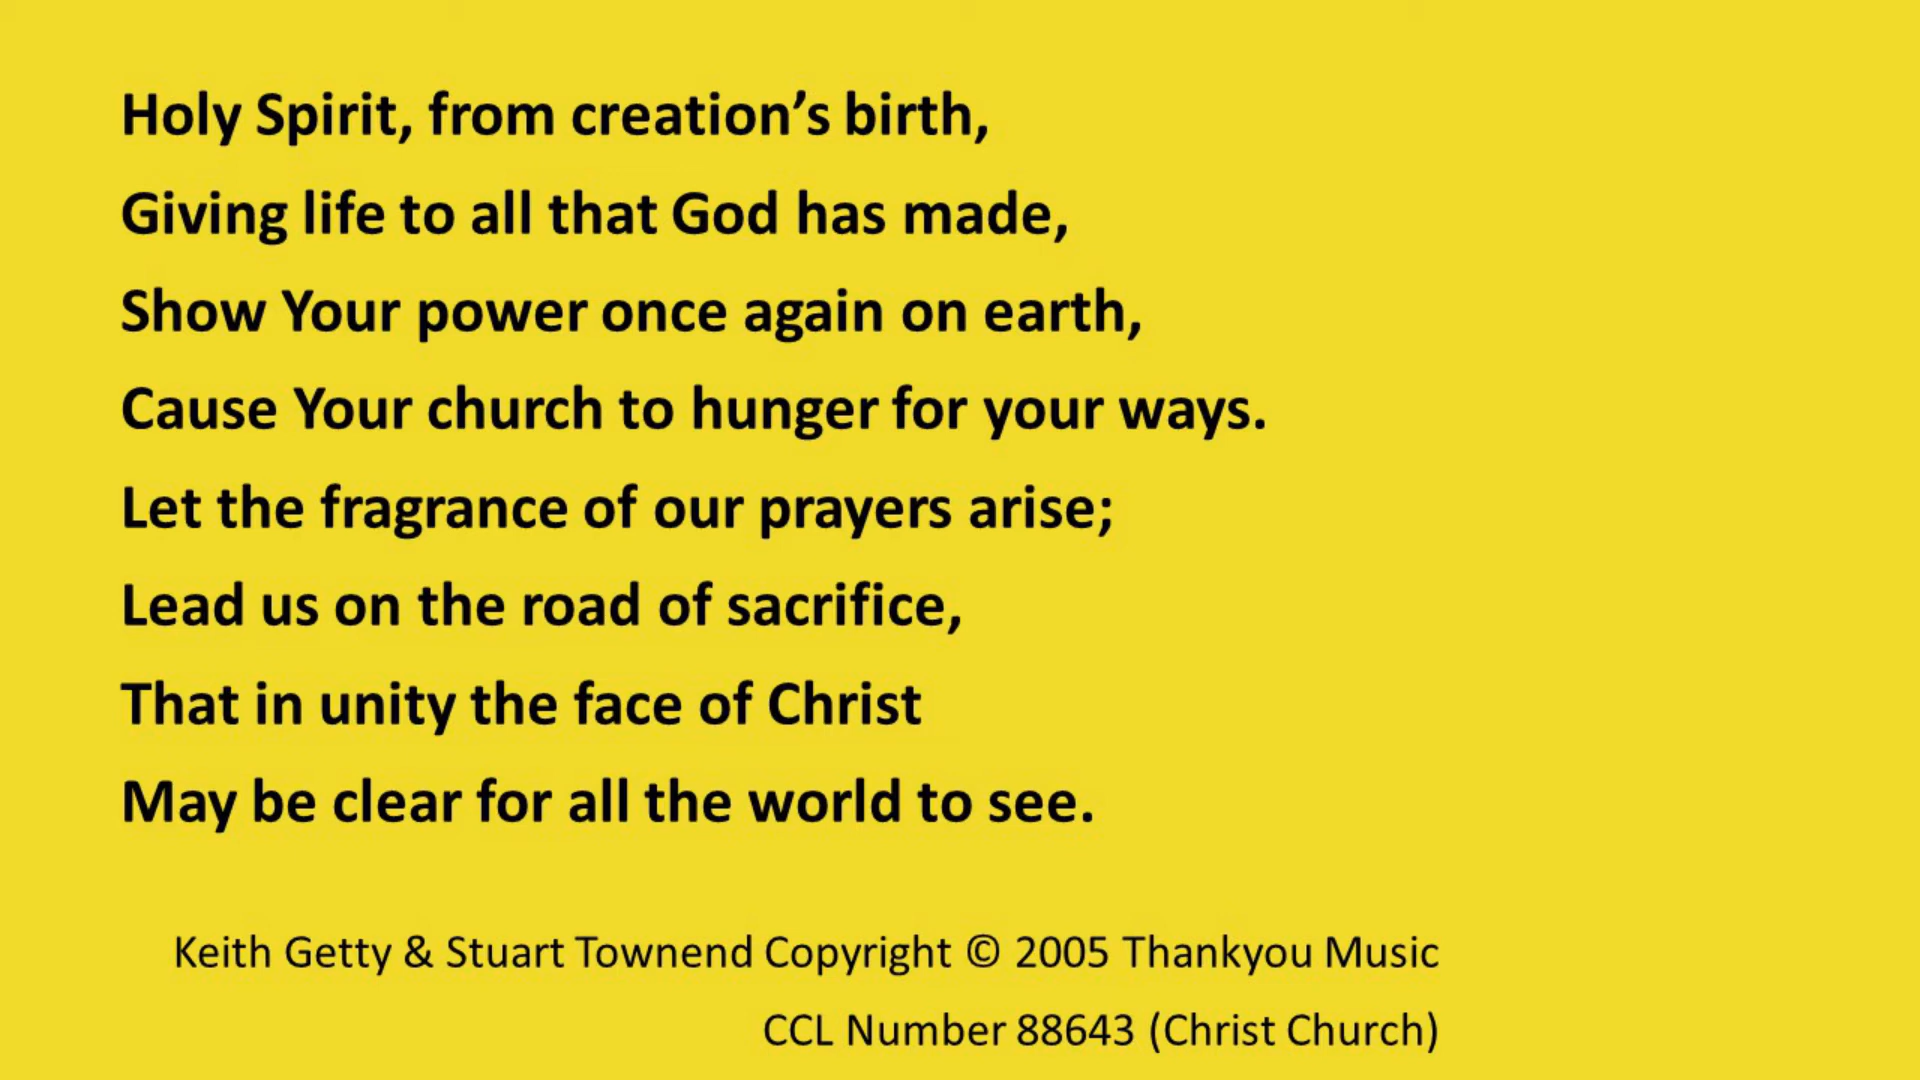 Holy Spirit, from creation’s birth,
Giving life to all that God has made,
Show Your power once again on earth,
Cause Your church to hunger for your ways.
Let the fragrance of our prayers arise;
Lead us on the road of sacrifice,
That in unity the face of Christ
May be clear for all the world to see.
Keith Getty & Stuart Townend Copyright © 2005 Thankyou Music
CCL Number 88643 (Christ Church)